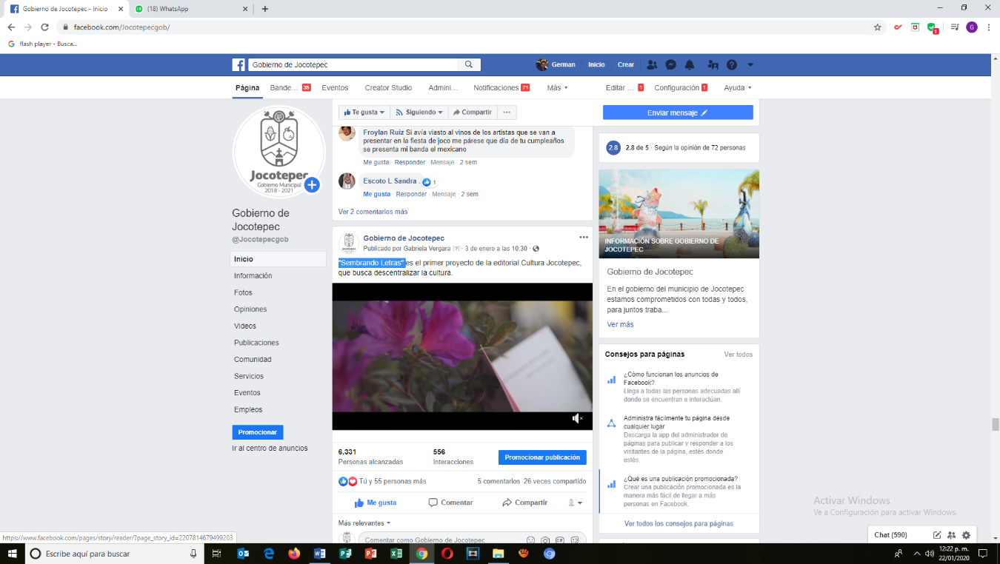 Gobierno de Jocotepec - Inicio
(18) WhatsApp
facebook.com/Jocotepecgob/
flash player - Busca...
Gobierno de Jocotepec
German
Inicio
Crear
Página
Bande... 35
Eventos
Creator Studio
Admini...
Notificaciones 71
Más
Editar ... 1
Configuración 1
Ayuda
Te gusta
Siguiendo
Compartir
Enviar mensaje
Jocotepec
Gobierno Municipal
2018 - 2021
Gobierno de
Jocotepec
@Jocotepecgob
Inicio
Información
Fotos
Opiniones
Videos
Publicaciones
Comunidad
Servicios
Eventos
Empleos
Promocionar
Ir al centro de anuncios
Froylan Ruiz Si avía viasto al vinos de los artistas que se van a
presentar en la fiesta de joco me párese que día de tu cumpleaños
se presenta mi banda el mexicano
Me gusta · Responder · Mensaje · 2 sem
Escoto L Sandra . 1
Me gusta · Responder · Mensaje · 2 sem
Ver 2 comentarios más
Gobierno de Jocotepec
Publicado por Gabriela Vergara [?] · 3 de enero a las 10:30 ·
"Sembrando Letras" es el primer proyecto de la editorial Cultura Jocotepec,
que busca descentralizar la cultura.
6,331
Personas alcanzadas
556
Interacciones
Promocionar publicación
Tú y 55 personas más
5 comentarios 26 veces compartido
Me gusta
Comentar
Compartir
Más relevantes
Comentar como Gobierno de Jocotepec
2.8
2.8 de 5 · Según la opinión de 72 personas
INFORMACIÓN SOBRE GOBIERNO DE
JOCOTEPEC
Gobierno de Jocotepec
En el gobierno del municipio de Jocotepec
estamos comprometidos con todas y todos,
para juntos traba...
Ver más
Consejos para páginas
Ver todos
¿Cómo funcionan los anuncios de
Facebook?
Llega a todas las personas adecuadas allí
donde se encuentran e interactúan.
Administra fácilmente tu página desde
cualquier lugar
Descarga la app del administrador de
páginas para publicar y responder a los
visitantes de la página, estés donde
estés.
¿Qué es una publicación promocionada?
Crear una publicación promocionada es la
manera más fácil de llegar a más
personas en Facebook.
Ver todos los consejos para páginas
Activar Windows
Ve a Configuración para activar Windows.
Chat (590)
https://www.facebook.com/pages/story/reader/?page_story_id=2207814679499203
Escribe aquí para buscar
12:22 p. m.
22/01/2020